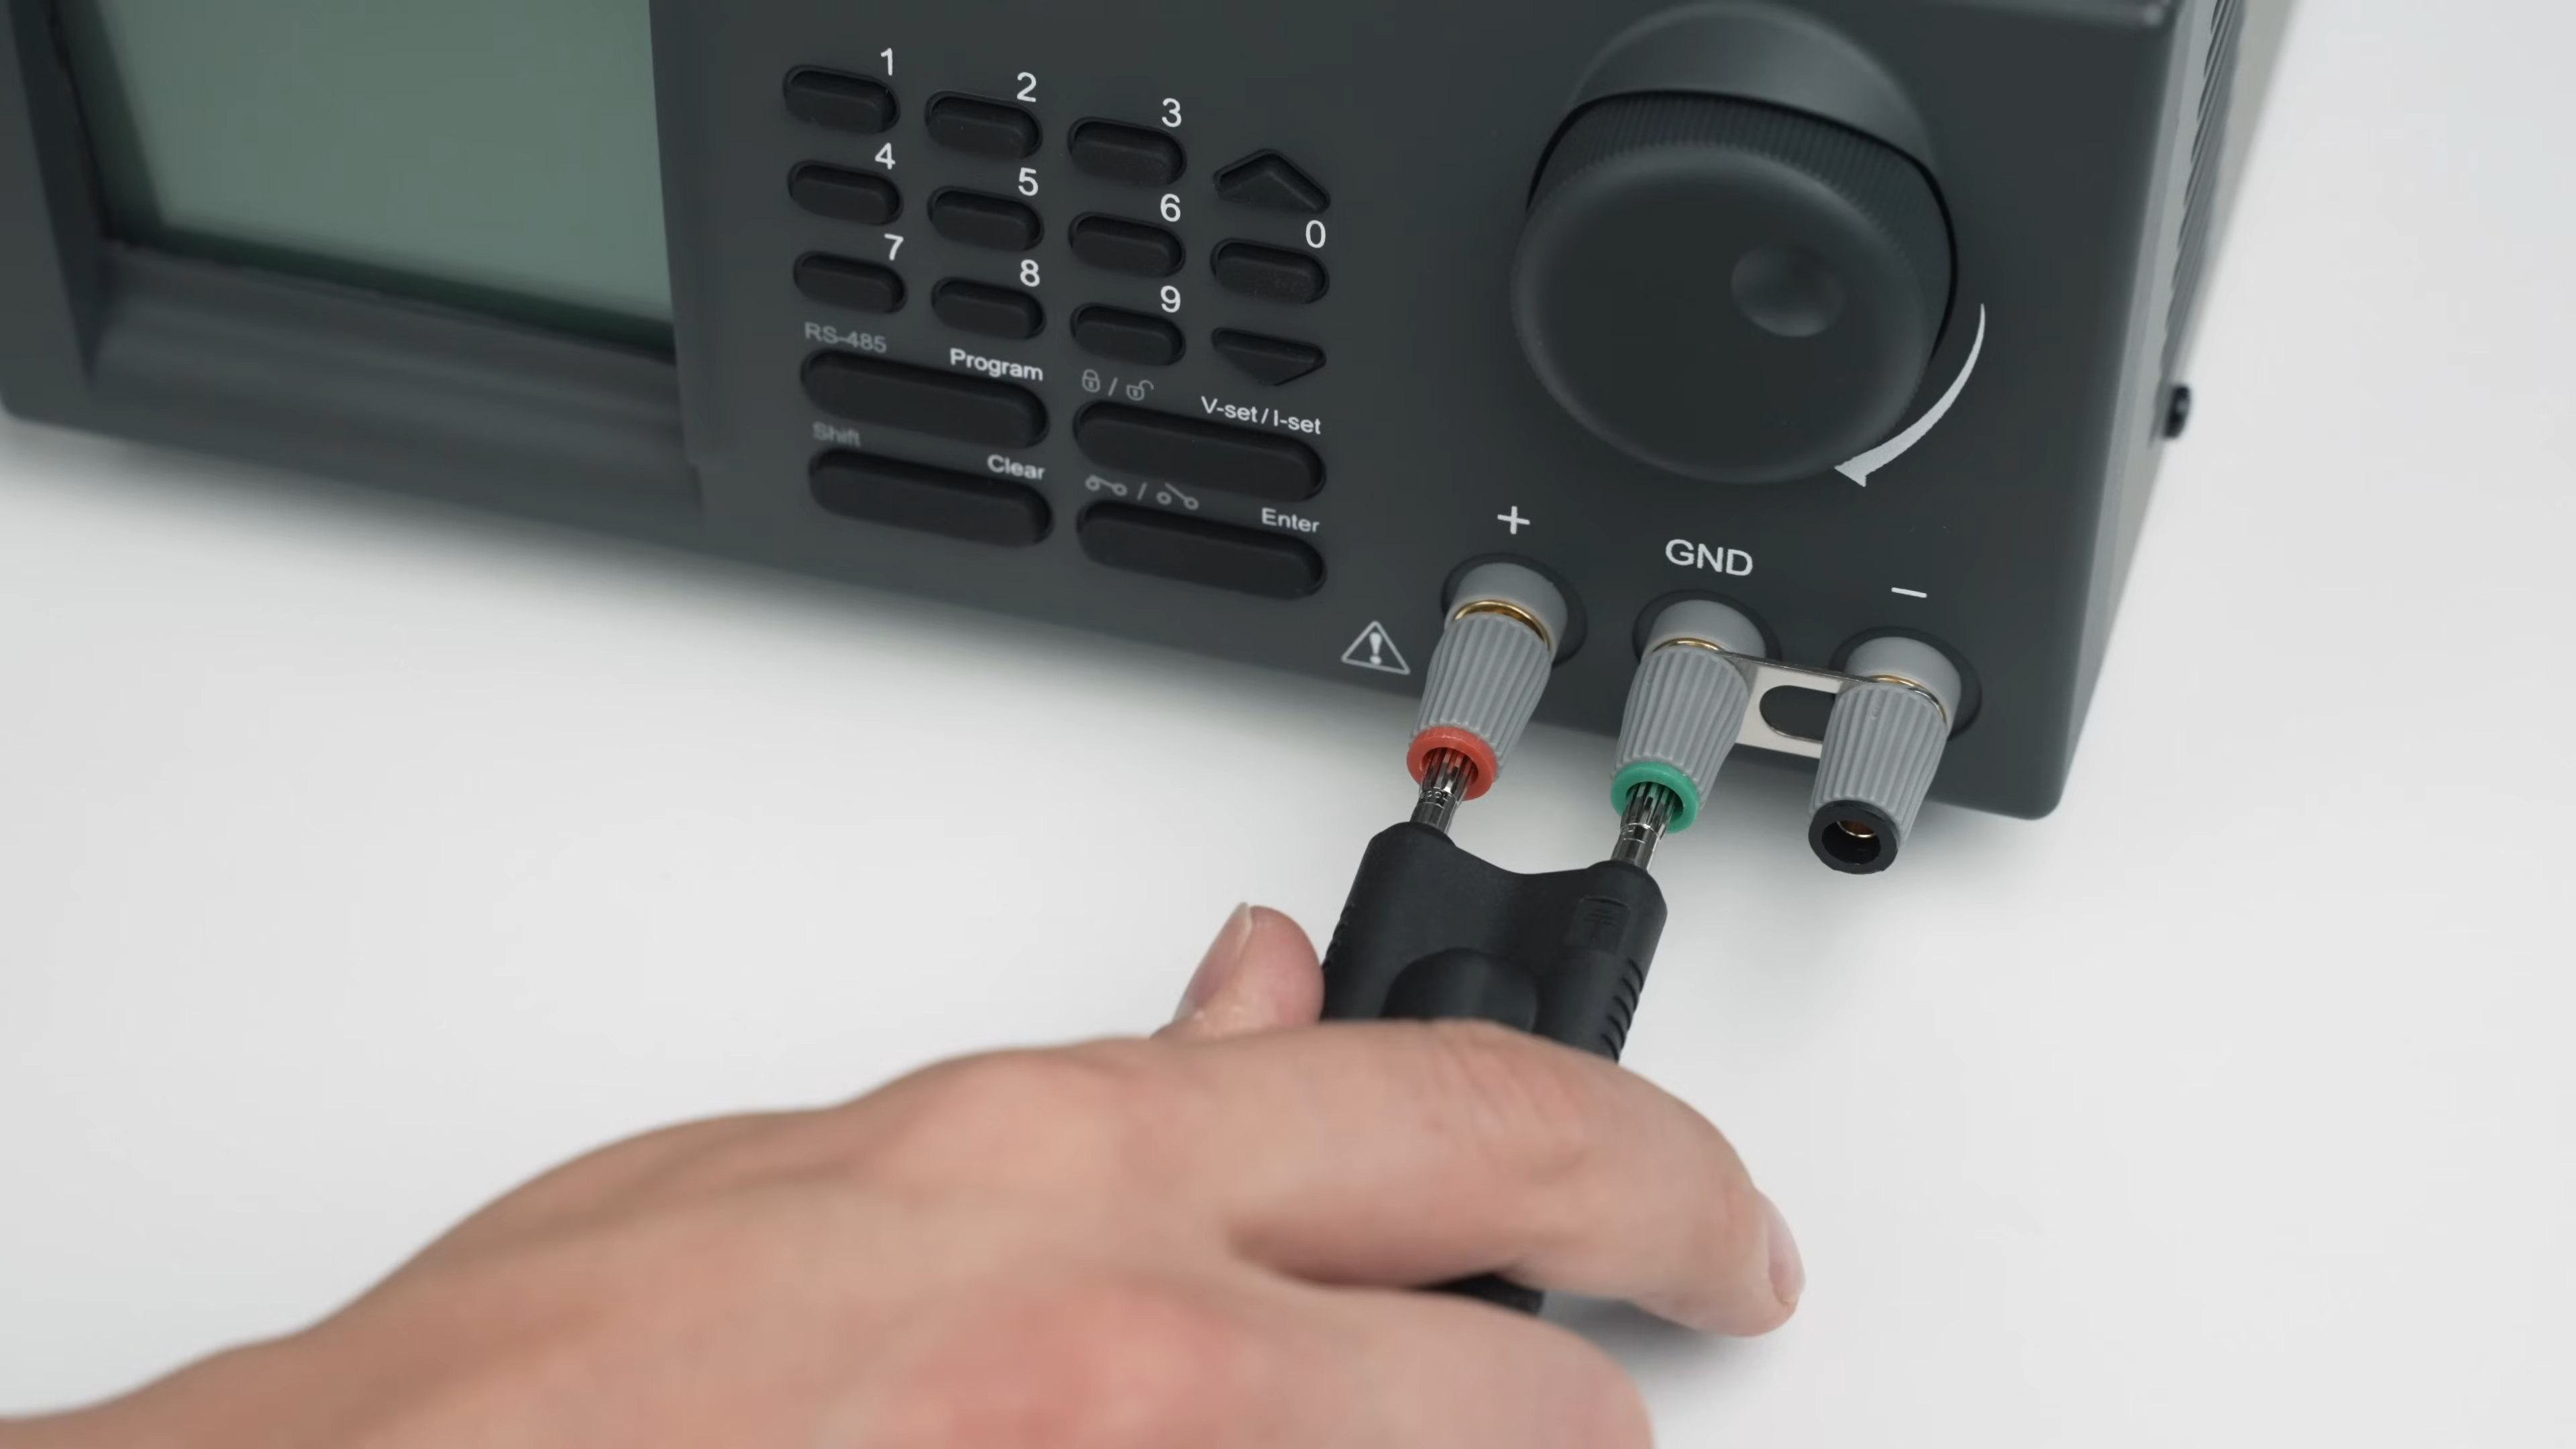 1
2
3
4
5
6
0
7
8
9
RS-485
Program
V-set / I-set
Shift
Clear
/
Enter
+
GND
−